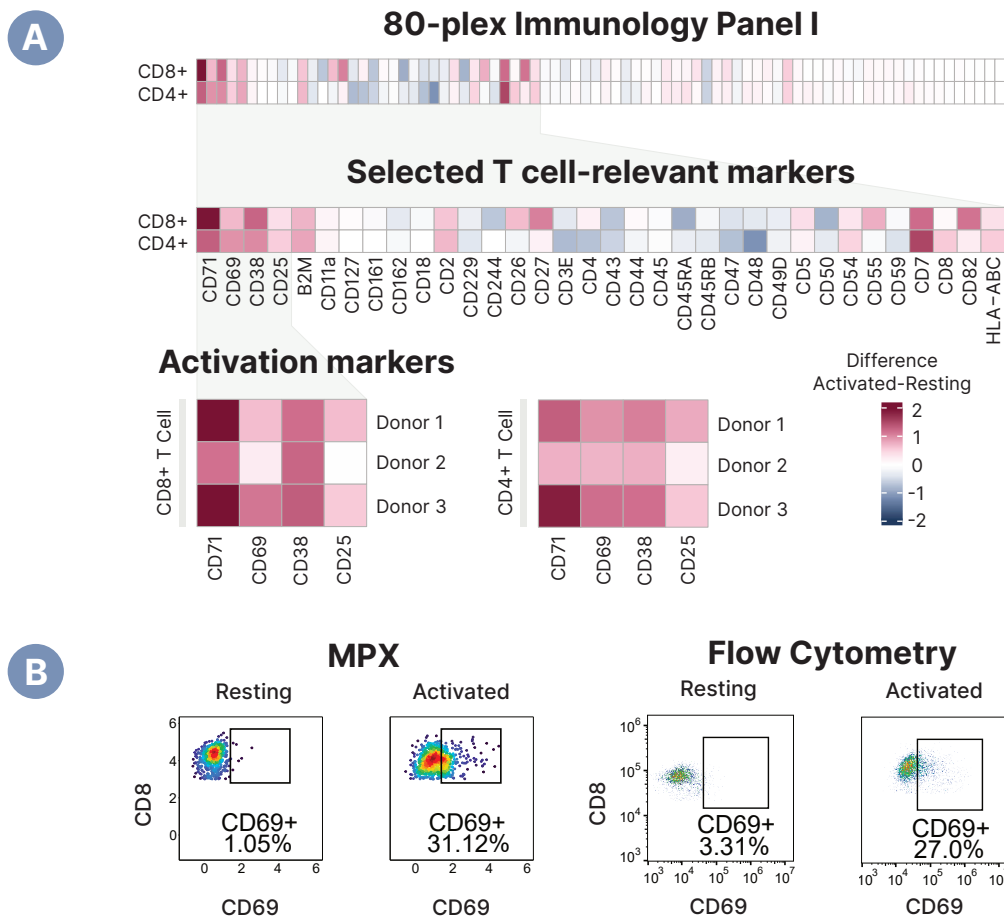 A
80-plex Immunology Panel I
CD8+
CD4+
Selected T cell-relevant markers
CD8+
CD4+
CD71
CD69
CD38
CD25
B2M
CD11a
CD127
CD161
CD162
CD18
CD2
CD229
CD244
CD26
CD27
CD3E
CD4
CD43
CD44
CD45
CD45RA
CD45RB
CD47
CD48
CD49D
CD5
CD50
CD54
CD55
CD59
CD7
CD8
CD82
HLA-ABC
Activation markers
Difference
Activated-Resting
2
1
0
-1
-2
CD8+ T Cell
Donor 1
Donor 2
Donor 3
CD71
CD69
CD38
CD25
CD4+ T Cell
Donor 1
Donor 2
Donor 3
CD71
CD69
CD38
CD25
B
MPX
Resting
Activated
CD8
6
4
2
0
CD69+
1.05%
0 2 4 6
CD69
CD69+
31.12%
0 2 4 6
CD69
Flow Cytometry
Resting
Activated
CD8
10⁶
10⁵
10⁴
10³
CD69+
3.31%
10³ 10⁴ 10⁵ 10⁶ 10⁷
CD69
CD69+
27.0%
10³ 10⁴ 10⁵ 10⁶ 10
CD69